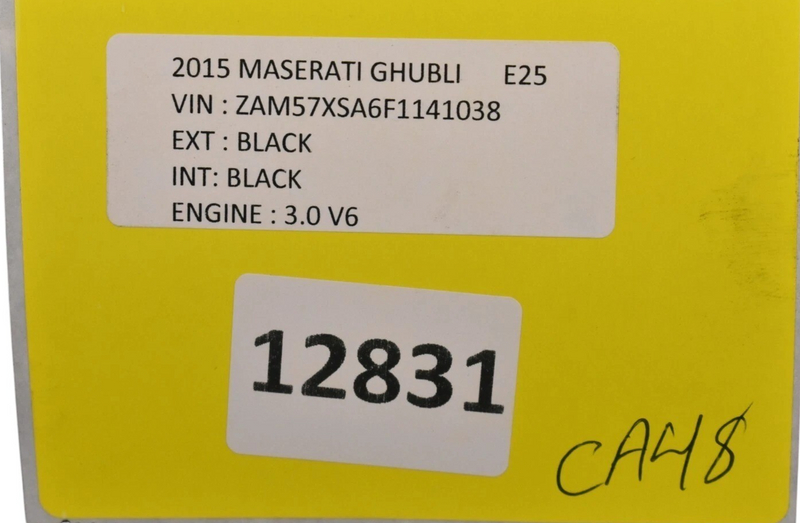 2015 MASERATI GHUBLI E25
VIN : ZAM57XSA6F1141038
EXT : BLACK
INT: BLACK
ENGINE : 3.0 V6
12831
CA48